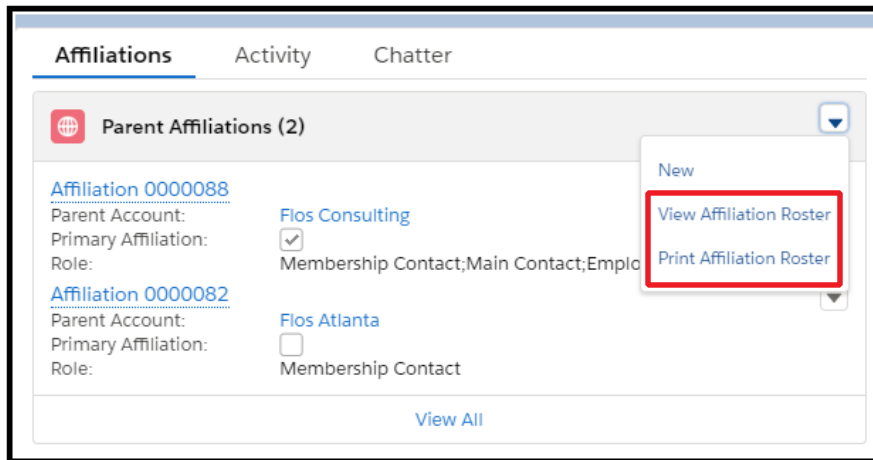 Affiliations Activity Chatter
Parent Affiliations (2)
New
View Affiliation Roster
Print Affiliation Roster
Affiliation 0000088
Parent Account: Flos Consulting
Primary Affiliation:
Role: Membership Contact;Main Contact;Emplo
Affiliation 0000082
Parent Account: Flos Atlanta
Primary Affiliation:
Role: Membership Contact
View All